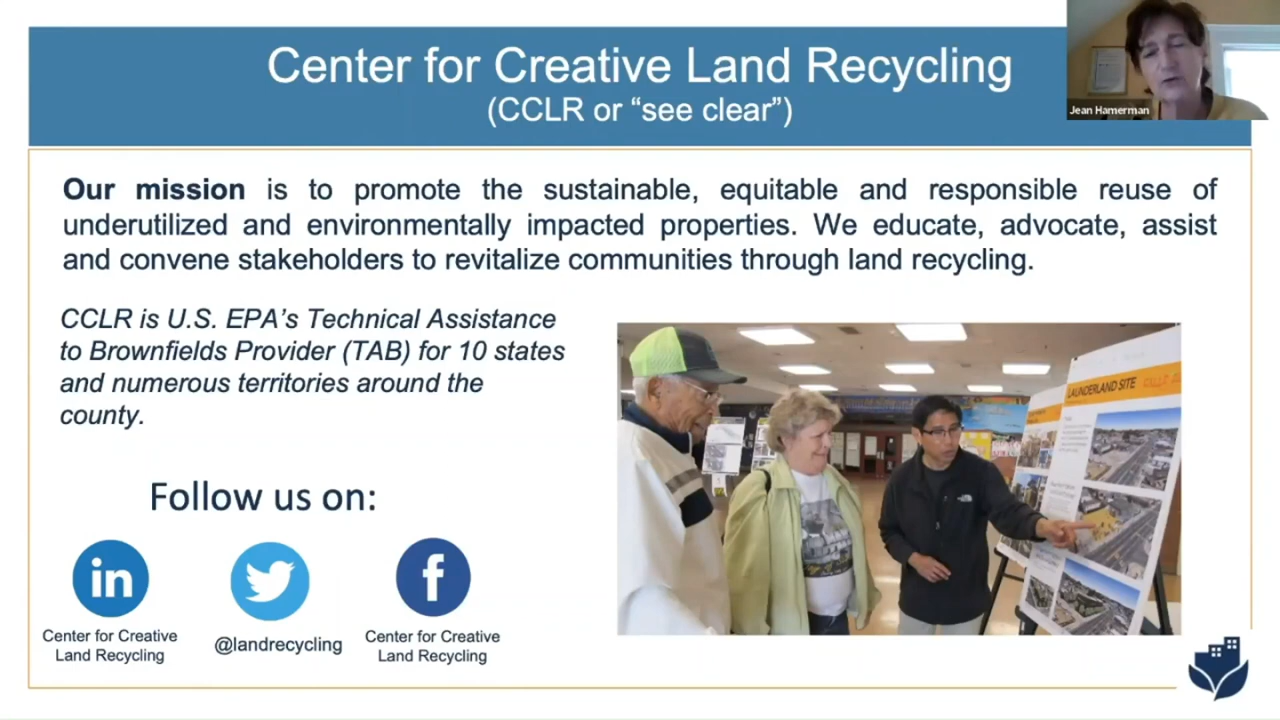 Center for Creative Land Recycling
(CCLR or “see clear”)
Jean Hamerman
Our mission is to promote the sustainable, equitable and responsible reuse of
underutilized and environmentally impacted properties. We educate, advocate, assist
and convene stakeholders to revitalize communities through land recycling.
CCLR is U.S. EPA’s Technical Assistance
to Brownfields Provider (TAB) for 10 states
and numerous territories around the
county.
LAUNDERLAND SITE
Follow us on:
in
f
Center for Creative
Land Recycling
@landrecycling
Center for Creative
Land Recycling